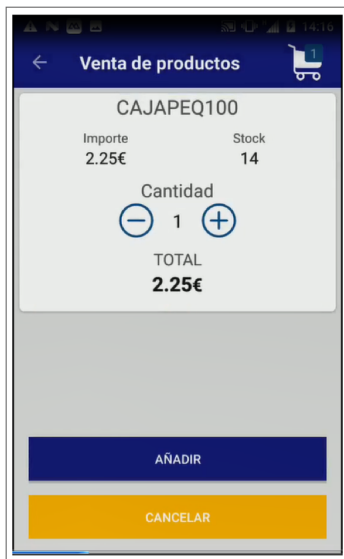 14:16
Venta de productos
1
CAJAPEQ100
Importe Stock
2.25€ 14
Cantidad
1
TOTAL
2.25€
AÑADIR
CANCELAR